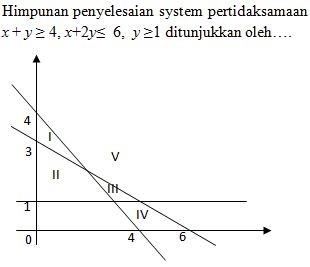 Himpunan penyelesaian system pertidaksamaan
x + y ≥ 4, x+2y≤ 6, y ≥1 ditunjukkan oleh….
4
I
3
V
II
III
1
IV
0
4
6